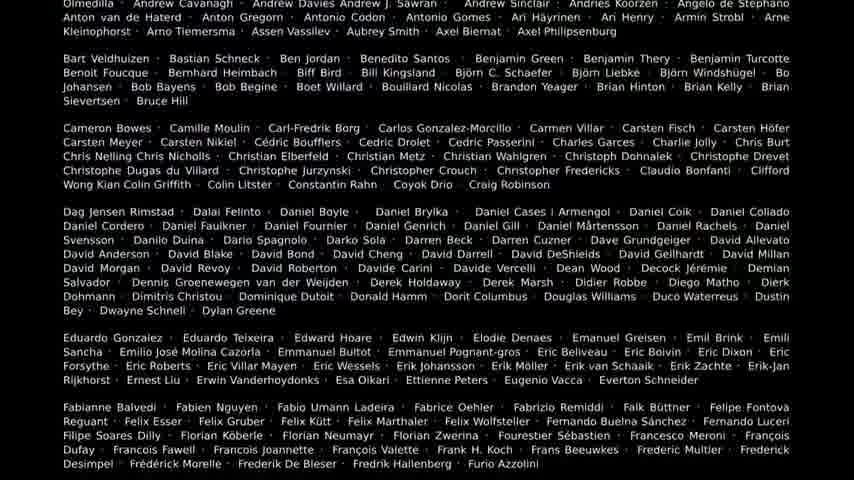 Olmedilla · Andrew Cavanagh · Andrew Davies Andrew J. Sawran · Andrew Sinclair · Andries Koorzen · Angelo de Stephano
Anton van de Haterd · Anton Gregorn · Antonio Codon · Antonio Gomes · Ari Häyrinen · Ari Henry · Armin Strobl · Arne
Kleinophorst · Arno Tiemersma · Assen Vassilev · Aubrey Smith · Axel Biernat · Axel Philipsenburg
Bart Veldhuizen · Bastian Schneck · Ben Jordan · Benedito Santos · Benjamin Green · Benjamin Thery · Benjamin Turcotte
Benoit Foucque · Bernhard Heimbach · Biff Bird · Bill Kingsland · Björn C. Schaefer · Björn Liebke · Björn Windshügel · Bo
Johansen · Bob Bayens · Bob Begine · Boet Willard · Bouillard Nicolas · Brandon Yeager · Brian Hinton · Brian Kelly · Brian
Sievertsen · Bruce Hill
Cameron Bowes · Camille Moulin · Carl-Fredrik Borg · Carlos Gonzalez-Morcillo · Carmen Villar · Carsten Fisch · Carsten Höfer
Carsten Meyer · Carsten Nikiel · Cédric Boufflers · Cedric Drolet · Cedric Passerini · Charles Garces · Charlie Jolly · Chris Burt
Chris Nelling Chris Nicholls · Christian Elberfeld · Christian Metz · Christian Wahlgren · Christoph Dohnalek · Christophe Drevet
Christophe Dugas du Villard · Christophe Jurzynski · Christopher Crouch · Christopher Fredericks · Claudio Bonfanti · Clifford
Wong Kian Colin Griffith · Colin Litster · Constantin Rahn · Coyok Drio · Craig Robinson
Dag Jensen Rimstad · Dalai Felinto · Daniel Boyle · Daniel Brylka · Daniel Cases i Armengol · Daniel Coik · Daniel Collado
Daniel Cordero · Daniel Faulkner · Daniel Fournier · Daniel Genrich · Daniel Gill · Daniel Mårtensson · Daniel Rachels · Daniel
Svensson · Danilo Duina · Dario Spagnolo · Darko Sola · Darren Beck · Darren Cuzner · Dave Grundgeiger · David Allevato
David Anderson · David Blake · David Bond · David Cheng · David Darrell · David DeShields · David Gellhardt · David Millan
David Morgan · David Revoy · David Roberton · Davide Carini · Davide Vercelli · Dean Wood · Decock Jérémie · Demian
Salvador · Dennis Groenewegen van der Weijden · Derek Holdaway · Derek Marsh · Didier Robbe · Diego Matho · Dierk
Dohmann · Dimitris Christou · Dominique Dutoit · Donald Hamm · Dorit Columbus · Douglas Williams · Duco Waterreus · Dustin
Bey · Dwayne Schnell · Dylan Greene
Eduardo Gonzalez · Eduardo Teixeira · Edward Hoare · Edwin Klijn · Elodie Denaes · Emanuel Greisen · Emil Brink · Emili
Sancha · Emilio José Molina Cazorla · Emmanuel Bultot · Emmanuel Pognant-gros · Eric Beliveau · Eric Boivin · Eric Dixon · Eric
Forsythe · Eric Roberts · Eric Villar Mayen · Eric Wessels · Erik Johansson · Erik Möller · Erik van Schaaik · Erik Zachte · Erik-Jan
Rijkhorst · Ernest Liu · Erwin Vanderhoydonks · Esa Oikari · Ettienne Peters · Eugenio Vacca · Everton Schneider
Fabianne Balvedi · Fabien Nguyen · Fabio Umann Ladeira · Fabrice Oehler · Fabrizio Remiddi · Falk Büttner · Felipe Fontova
Reguant · Felix Esser · Felix Gruber · Felix Kütt · Felix Marthaler · Felix Wolfsteller · Fernando Buelna Sánchez · Fernando Luceri
Filipe Soares Dilly · Florian Köberle · Florian Neumayr · Florian Zwerina · Fourestier Sébastien · Francesco Meroni · François
Dufay · Francois Fawell · Francois Joannette · François Valette · Frank H. Koch · Frans Beeuwkes · Frederic Multier · Frederick
Desimpel · Frédérick Morelle · Frederik De Bleser · Fredrik Hallenberg · Furio Azzolini